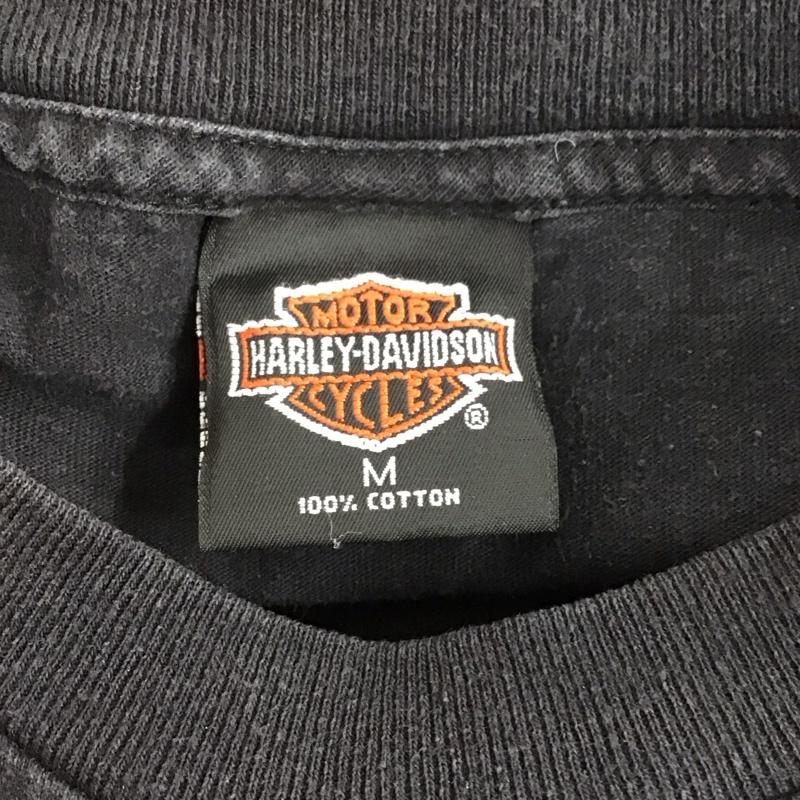 MOTOR
HARLEY-DAVIDSON
CYCLES
®
M
100% COTTON